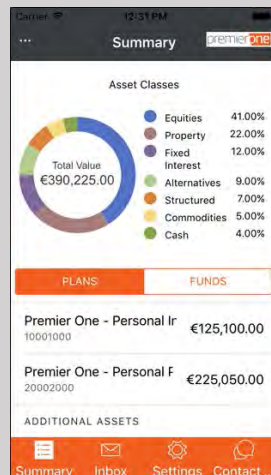 Carrier 12:31 PM
... Summary premierone
Asset Classes
Total Value
€390,225.00
Equities 41.00%
Property 22.00%
Fixed Interest 12.00%
Alternatives 9.00%
Structured 7.00%
Commodities 5.00%
Cash 4.00%
PLANS FUNDS
Premier One - Personal Ir €125,100.00
10001000
Premier One - Personal F €225,050.00
20002000
ADDITIONAL ASSETS
Summary Inbox Settings Contact